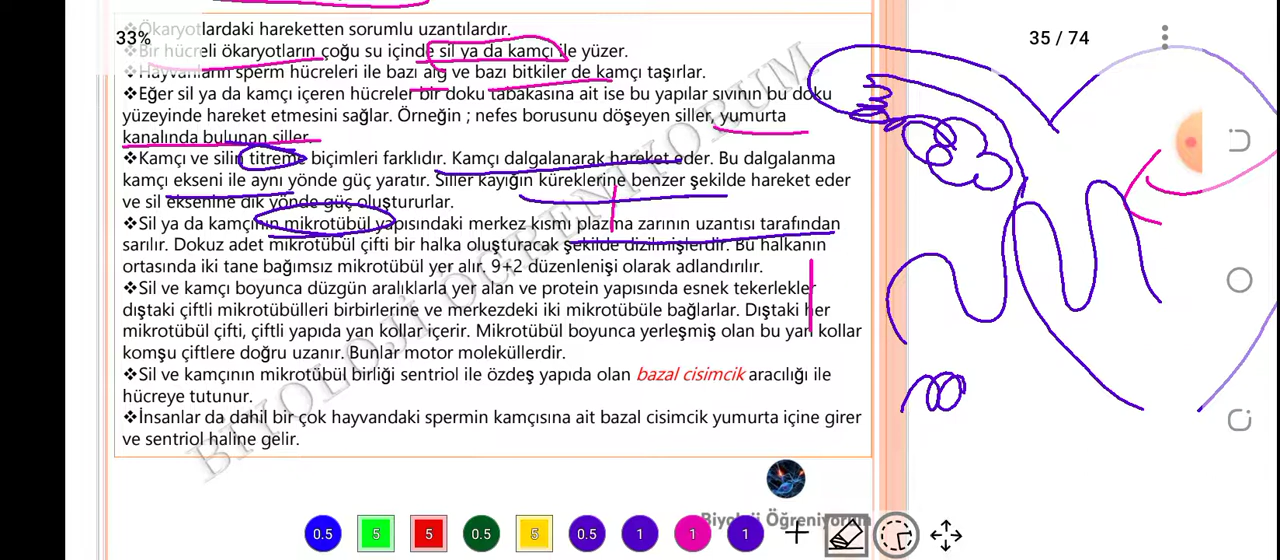 ❖Ökaryotlardaki hareketten sorumlu uzantılardır.
33%
35 / 74
❖Bir hücreli ökaryotların çoğu su içinde sil ya da kamçı ile yüzer.
❖Hayvanların sperm hücreleri ile bazı alg ve bazı bitkiler de kamçı taşırlar.
❖Eğer sil ya da kamçı içeren hücreler bir doku tabakasına ait ise bu yapılar sıvının bu doku
yüzeyinde hareket etmesini sağlar. Örneğin ; nefes borusunu döşeyen siller, yumurta
kanalında bulunan siller.
❖Kamçı ve silin titreme biçimleri farklıdır. Kamçı dalgalanarak hareket eder. Bu dalgalanma
kamçı ekseni ile aynı yönde güç yaratır. Siller kayığın küreklerine benzer şekilde hareket eder
ve sil eksenine dik yönde güç oluştururlar.
❖Sil ya da kamçının mikrotübül yapısındaki merkez kısmı plazma zarının uzantısı tarafından
sarılır. Dokuz adet mikrotübül çifti bir halka oluşturacak şekilde dizilmişlerdir. Bu halkanın
ortasında iki tane bağımsız mikrotübül yer alır. 9+2 düzenlenişi olarak adlandırılır.
❖Sil ve kamçı boyunca düzgün aralıklarla yer alan ve protein yapısında esnek tekerlekler
dıştaki çiftli mikrotübülleri birbirlerine ve merkezdeki iki mikrotübüle bağlarlar. Dıştaki her
mikrotübül çifti, çiftli yapıda yan kollar içerir. Mikrotübül boyunca yerleşmiş olan bu yan kollar
komşu çiftlere doğru uzanır. Bunlar motor moleküllerdir.
❖Sil ve kamçının mikrotübül birliği sentriol ile özdeş yapıda olan bazal cisimcik aracılığı ile
hücreye tutunur.
❖İnsanlar da dahil bir çok hayvandaki spermin kamçısına ait bazal cisimcik yumurta içine girer
ve sentriol haline gelir.
BİYOLOJİ ÖĞRENİYORUM
Biyoloji Öğreniyorum
0.5 5 5 0.5 5 0.5 1 1 1